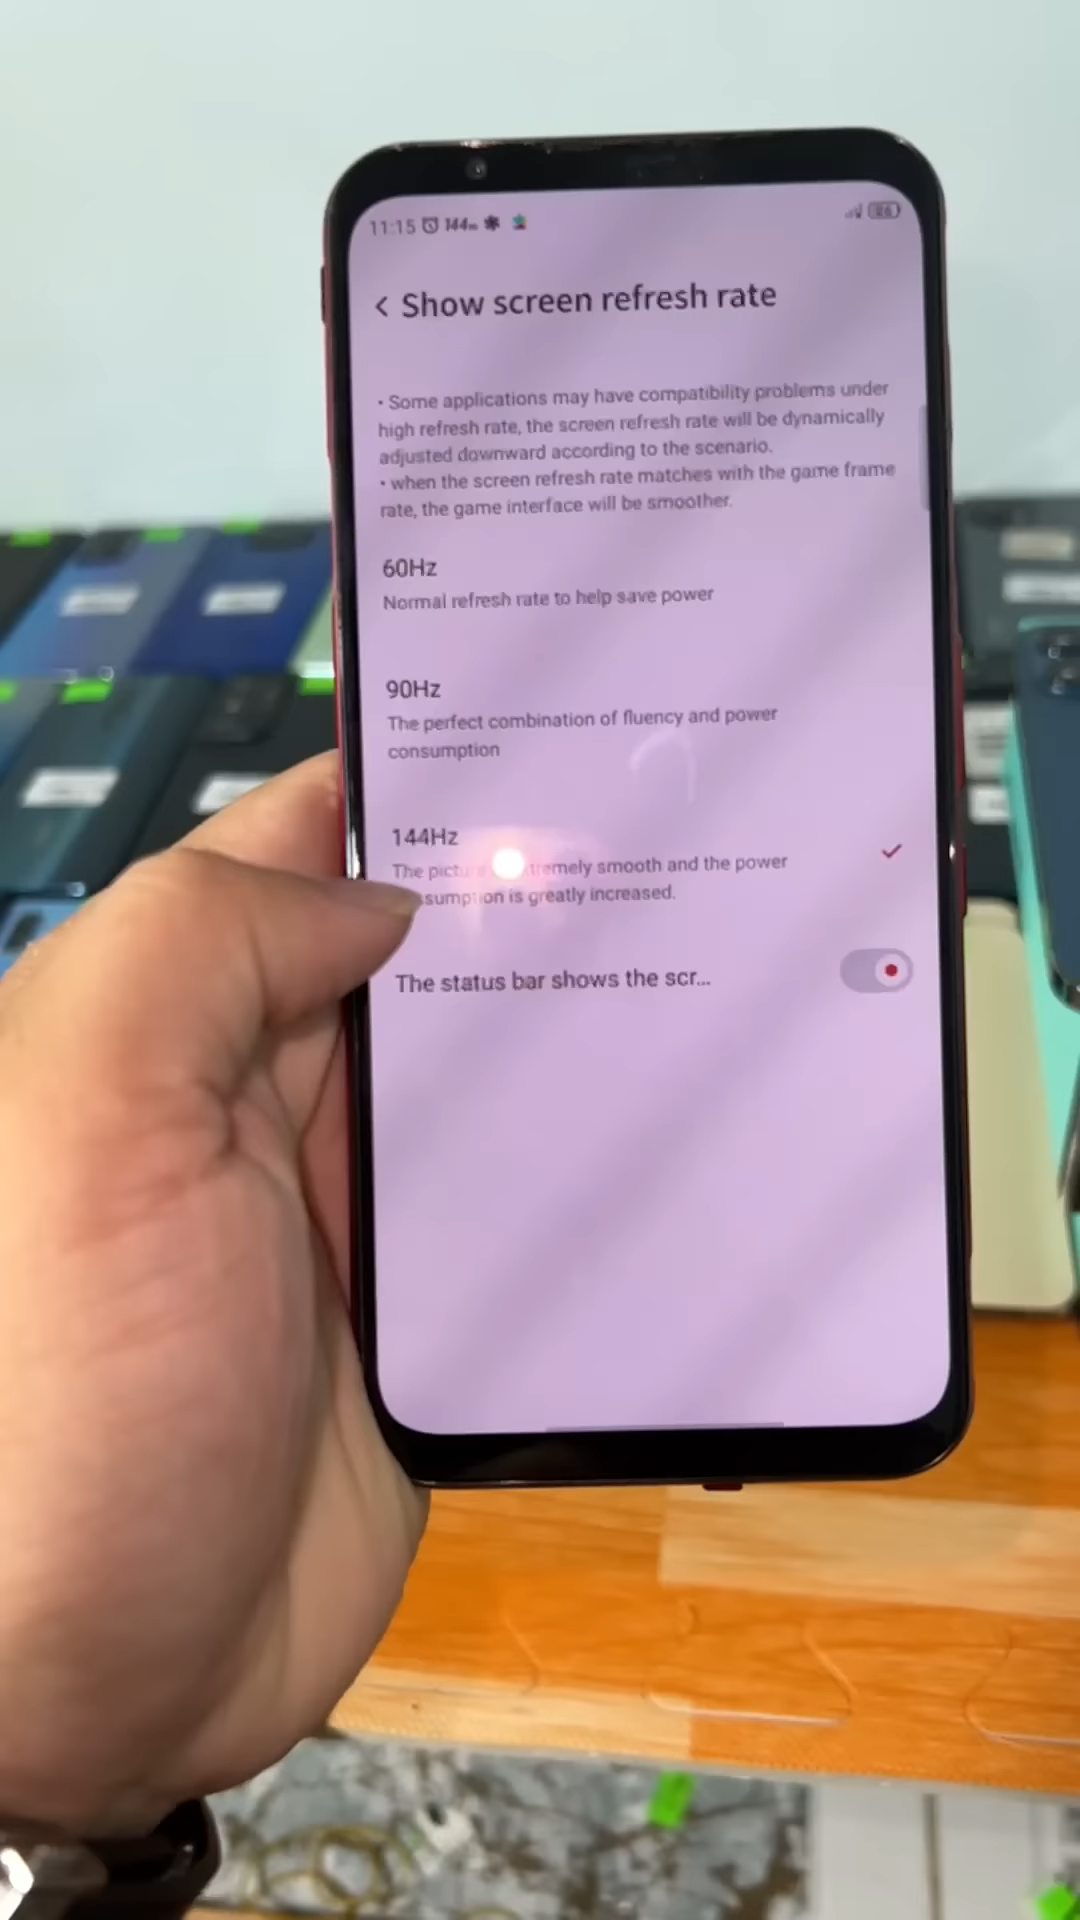 11:15 144Hz 86
< Show screen refresh rate
• Some applications may have compatibility problems under
high refresh rate, the screen refresh rate will be dynamically
adjusted downward according to the scenario.
• when the screen refresh rate matches with the game frame
rate, the game interface will be smoother.
60Hz
Normal refresh rate to help save power
90Hz
The perfect combination of fluency and power
consumption
144Hz
The tremely smooth and the power
sumption is greatly increased.
The status bar shows the scr...